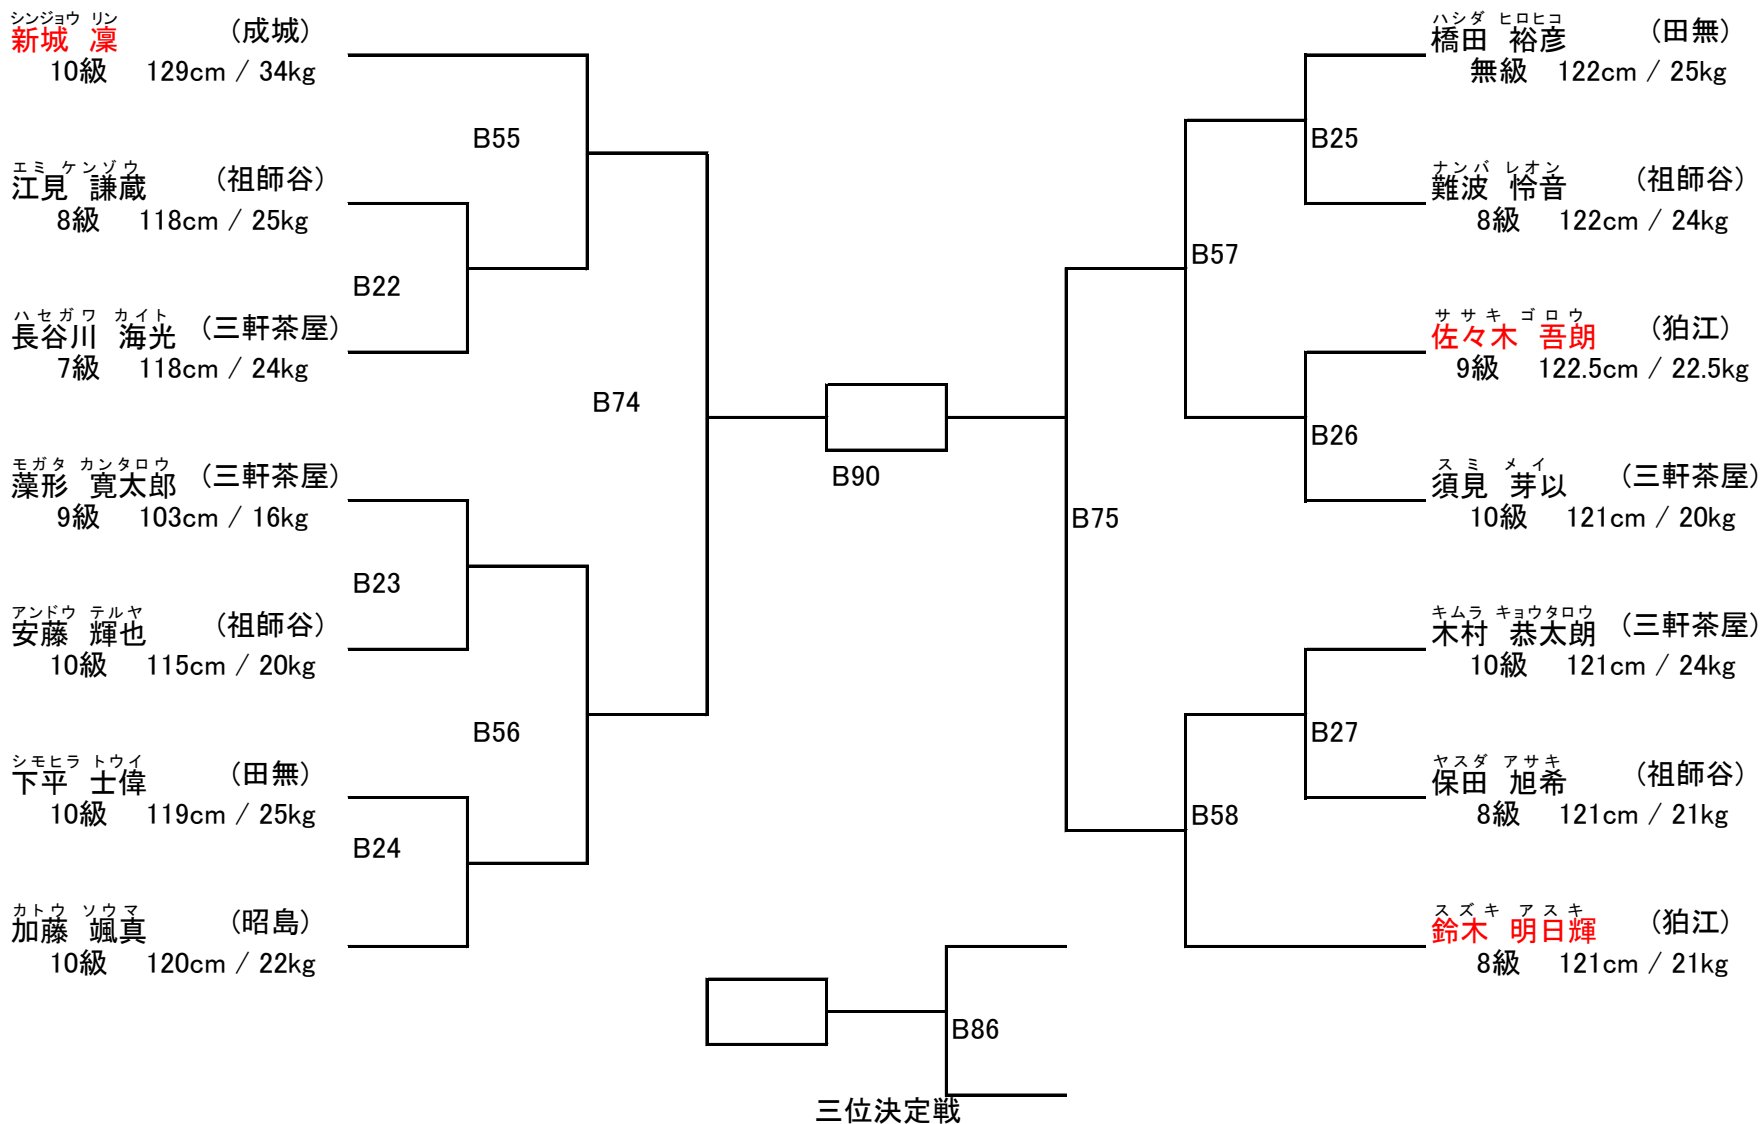 シンジョウ リン
新城 凜 (成城)
10級 129cm / 34kg
B55
エミ ケンゾウ
江見 謙蔵 (祖師谷)
8級 118cm / 25kg
B22
ハセガワ カイト
長谷川 海光 (三軒茶屋)
7級 118cm / 24kg
B74
モガタ カンタロウ
藻形 寛太郎 (三軒茶屋)
9級 103cm / 16kg
B23
アンドウ テルヤ
安藤 輝也 (祖師谷)
10級 115cm / 20kg
B56
シモヒラ トウイ
下平 士偉 (田無)
10級 119cm / 25kg
B24
カトウ ソウマ
加藤 颯真 (昭島)
10級 120cm / 22kg
B90
ハシダ ヒロヒコ
橋田 裕彦 (田無)
無級 122cm / 25kg
B25
ナンバ レオン
難波 怜音 (祖師谷)
8級 122cm / 24kg
B57
ササキ ゴロウ
佐々木 吾朗 (狛江)
9級 122.5cm / 22.5kg
B26
スミ メイ
須見 芽以 (三軒茶屋)
10級 121cm / 20kg
B75
キムラ キョウタロウ
木村 恭太朗 (三軒茶屋)
10級 121cm / 24kg
B27
ヤスダ アサキ
保田 旭希 (祖師谷)
8級 121cm / 21kg
B58
スズキ アスキ
鈴木 明日輝 (狛江)
8級 121cm / 21kg
B86
三位決定戦